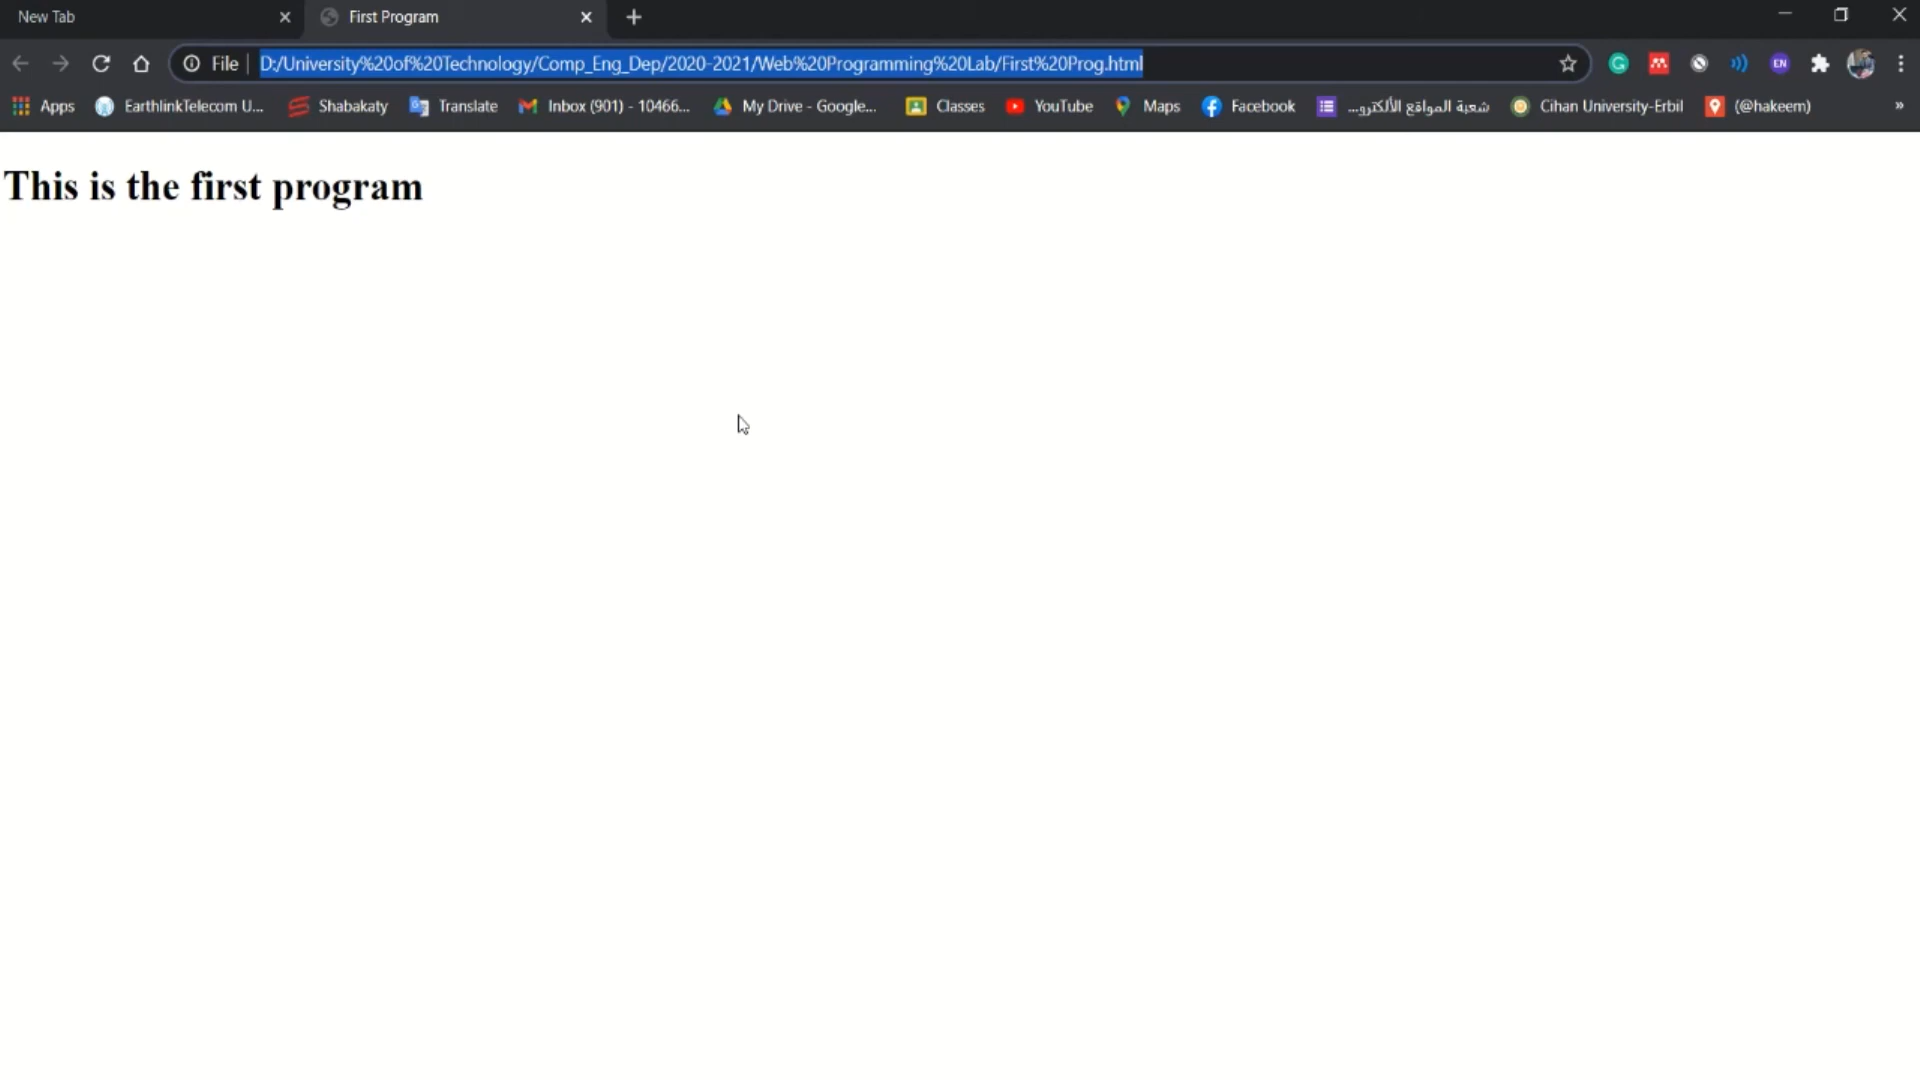 New Tab
First Program
File
D:/University%20of%20Technology/Comp_Eng_Dep/2020-2021/Web%20Programming%20Lab/First%20Prog.html
EN
Apps
EarthlinkTelecom U...
Shabakaty
Translate
Inbox (901) - 10466...
My Drive - Google...
Classes
YouTube
Maps
Facebook
شعبة المواقع الألكترو...
Cihan University-Erbil
(@hakeem)
»
This is the first program